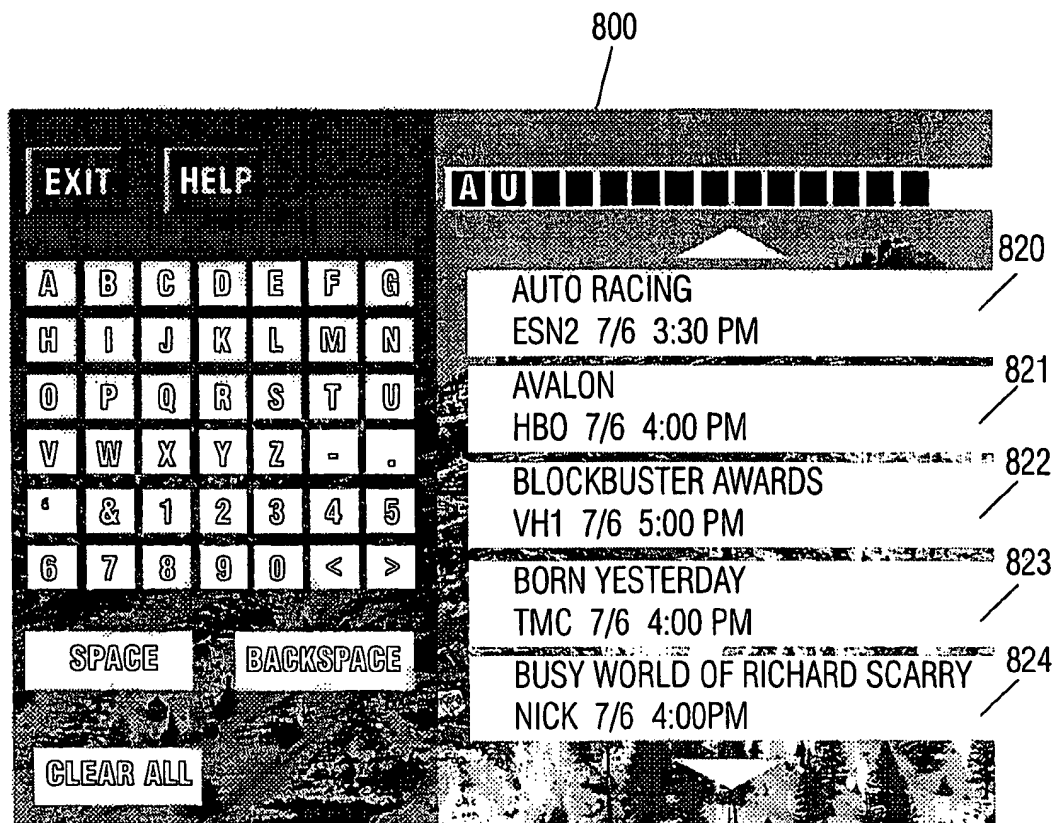 800
EXIT HELP
A U
A B C D E F G
H I J K L M N
O P Q R S T U
V W X Y Z - .
‘ & 1 2 3 4 5
6 7 8 9 0 < >
SPACE BACKSPACE
CLEAR ALL
820
AUTO RACING
ESN2 7/6 3:30 PM
821
AVALON
HBO 7/6 4:00 PM
822
BLOCKBUSTER AWARDS
VH1 7/6 5:00 PM
823
BORN YESTERDAY
TMC 7/6 4:00 PM
824
BUSY WORLD OF RICHARD SCARRY
NICK 7/6 4:00PM